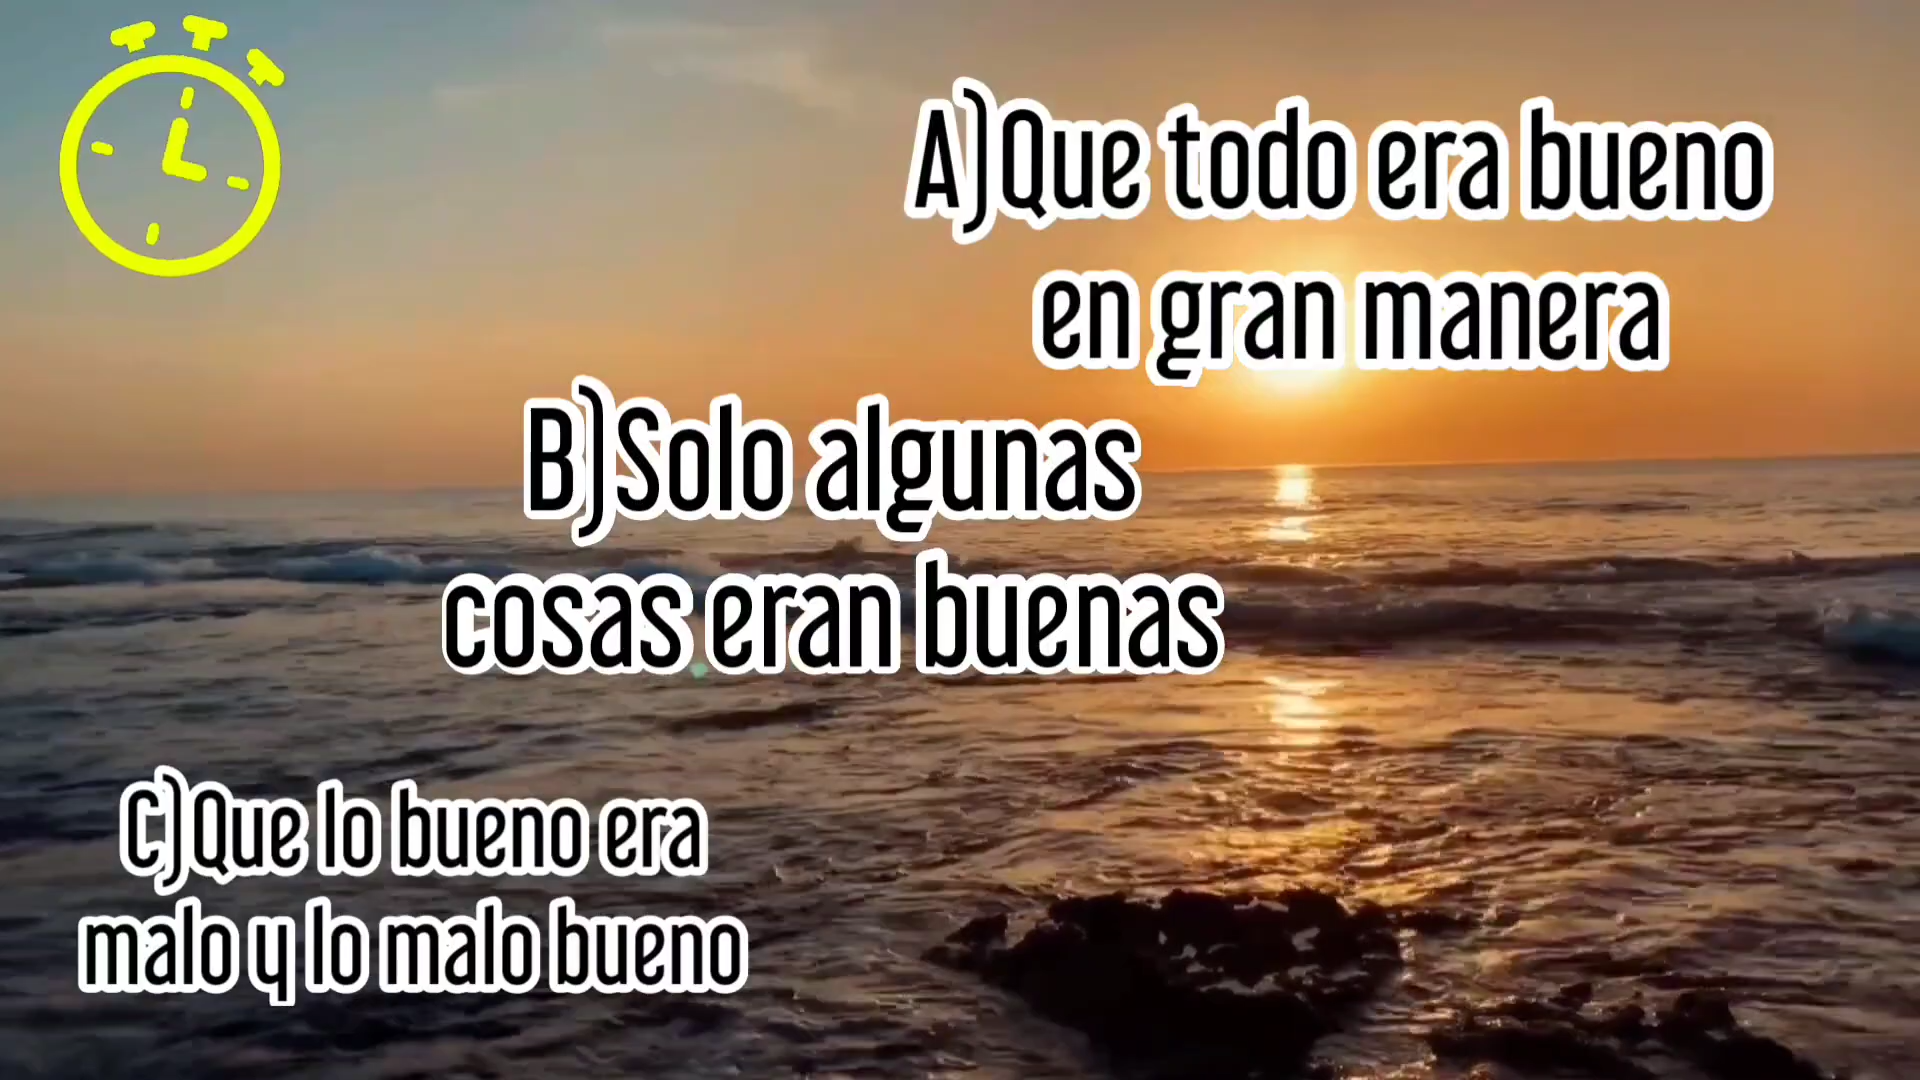 A)Que todo era bueno
en gran manera
B)Solo algunas
cosas eran buenas
C)Que lo bueno era
malo y lo malo bueno